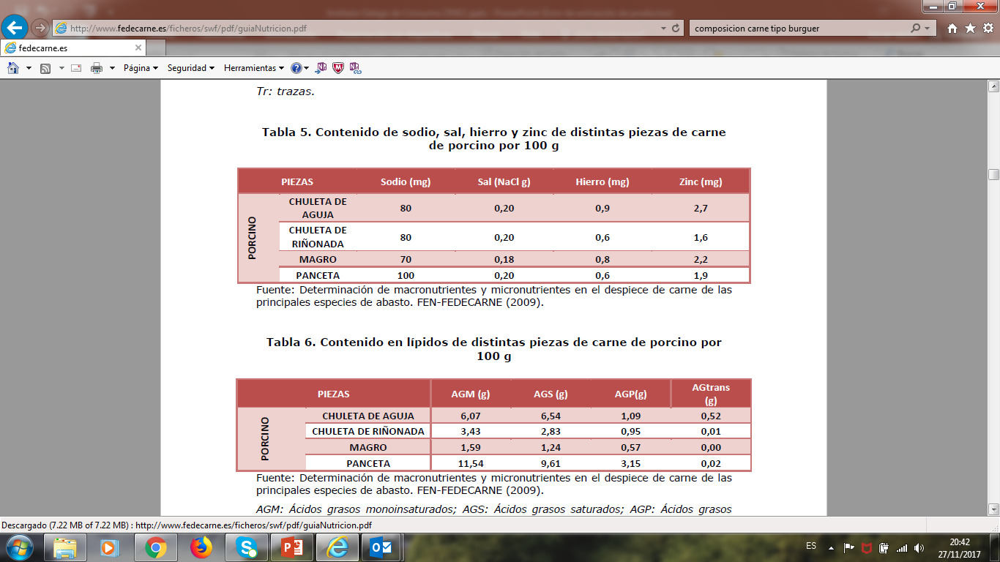 http://www.fedecarne.es/ficheros/swf/pdf/guiaNutricion.pdf
composicion carne tipo burguer
fedecarne.es
Página
Seguridad
Herramientas
Tr: trazas.
Tabla 5. Contenido de sodio, sal, hierro y zinc de distintas piezas de carne
de porcino por 100 g
PIEZAS Sodio (mg) Sal (NaCl g) Hierro (mg) Zinc (mg)
PORCINO
CHULETA DE
AGUJA 80 0,20 0,9 2,7
CHULETA DE
RIÑONADA 80 0,20 0,6 1,6
MAGRO 70 0,18 0,8 2,2
PANCETA 100 0,20 0,6 1,9
Fuente: Determinación de macronutrientes y micronutrientes en el despiece de carne de las
principales especies de abasto. FEN-FEDECARNE (2009).
Tabla 6. Contenido en lípidos de distintas piezas de carne de porcino por
100 g
PIEZAS AGM (g) AGS (g) AGP(g) AGtrans
(g)
PORCINO
CHULETA DE AGUJA 6,07 6,54 1,09 0,52
CHULETA DE RIÑONADA 3,43 2,83 0,95 0,01
MAGRO 1,59 1,24 0,57 0,00
PANCETA 11,54 9,61 3,15 0,02
Fuente: Determinación de macronutrientes y micronutrientes en el despiece de carne de las
principales especies de abasto. FEN-FEDECARNE (2009).
AGM: Ácidos grasos monoinsaturados; AGS: Ácidos grasos saturados; AGP: Ácidos grasos
Descargado (7.22 MB of 7.22 MB) : http://www.fedecarne.es/ficheros/swf/pdf/guiaNutricion.pdf
ES
20:42
27/11/2017